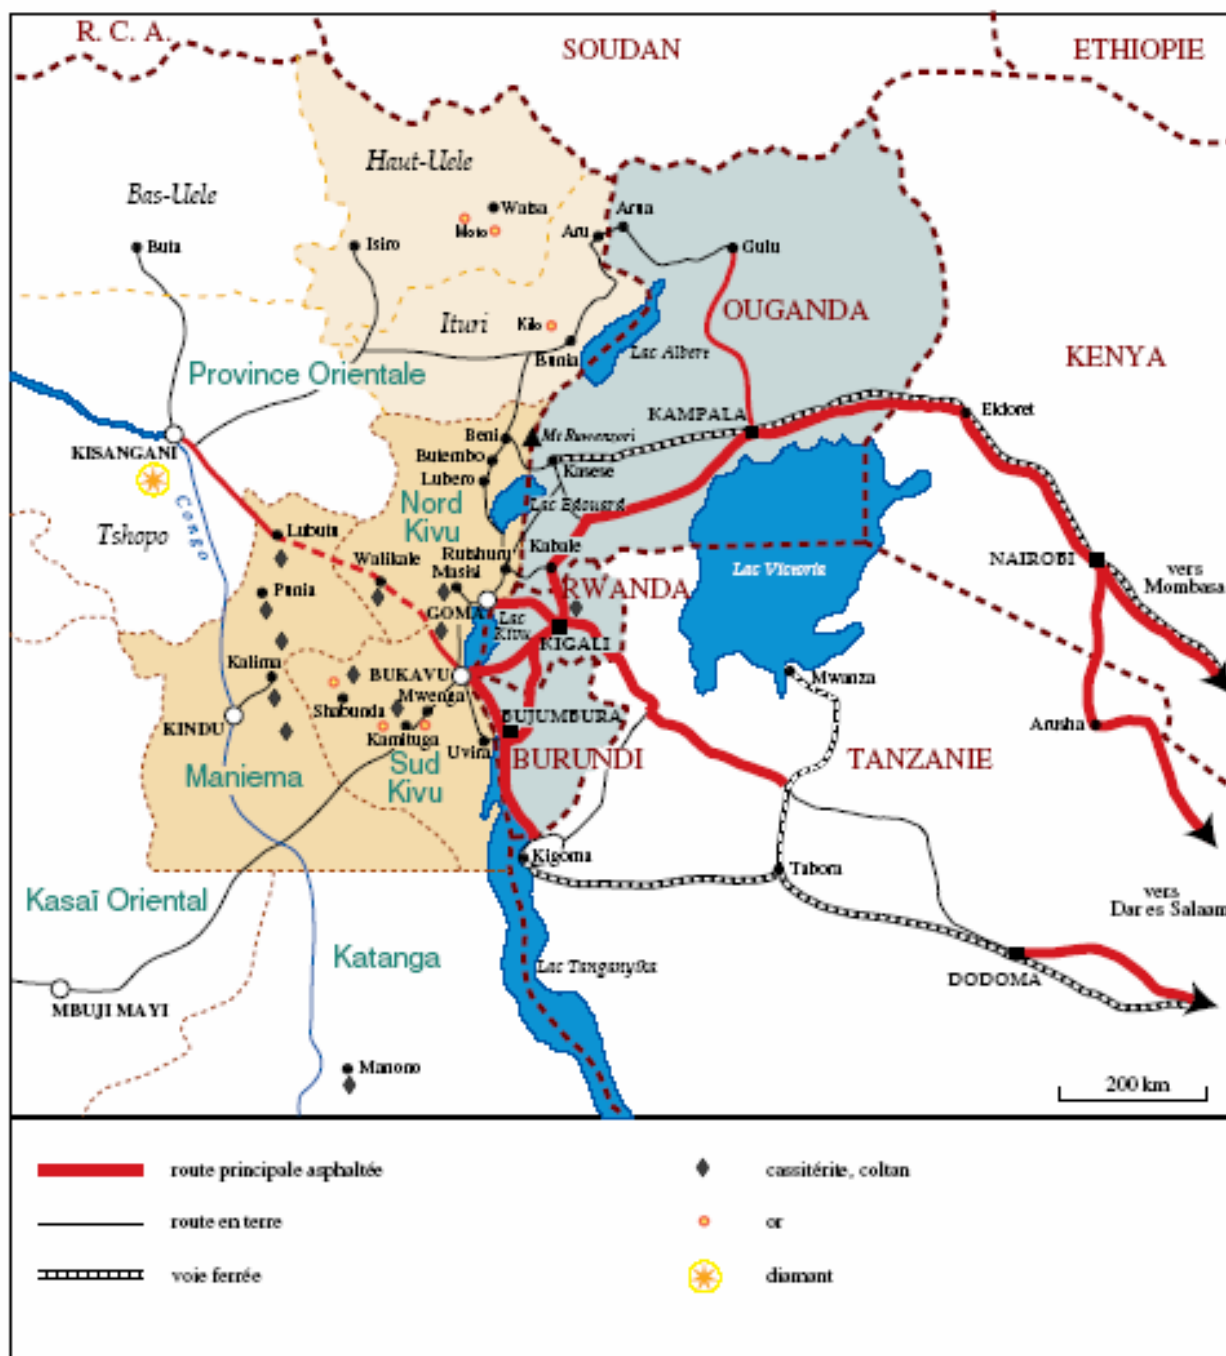 R. C. A.
SOUDAN
ETHIOPIE
Haut-Uele
Bas-Uele
Watsa
Moto
Arua
Aru
Buta
Isiro
Gulu
OUGANDA
Ituri
Kilo
Bunia
Lac Albert
KENYA
Province Orientale
KAMPALA
Eldoret
Beni
Mt Ruwenzori
KISANGANI
Butembo
Kasese
Lubero
Congo
Nord
Kivu
Lac Edouard
Tshopo
Lubutu
Walikale
Rutshuru
Kabale
Masisi
NAIROBI
vers
Mombasa
Lac Victoria
RWANDA
Punia
GOMA
Lac
Kivu
KIGALI
Kalima
BUKAVU
Mwanza
Mwenga
Shabunda
KINDU
Kamituga
BUJUMBURA
Arusha
Uvira
BURUNDI
TANZANIE
Maniema
Sud
Kivu
Kigoma
Tabora
Kasaï Oriental
vers
Dar es Salaam
Katanga
Lac Tanganyika
DODOMA
MBUJI MAYI
Manono
200 km
route principale asphaltée
cassitérite, coltan
route en terre
or
voie ferrée
diamant